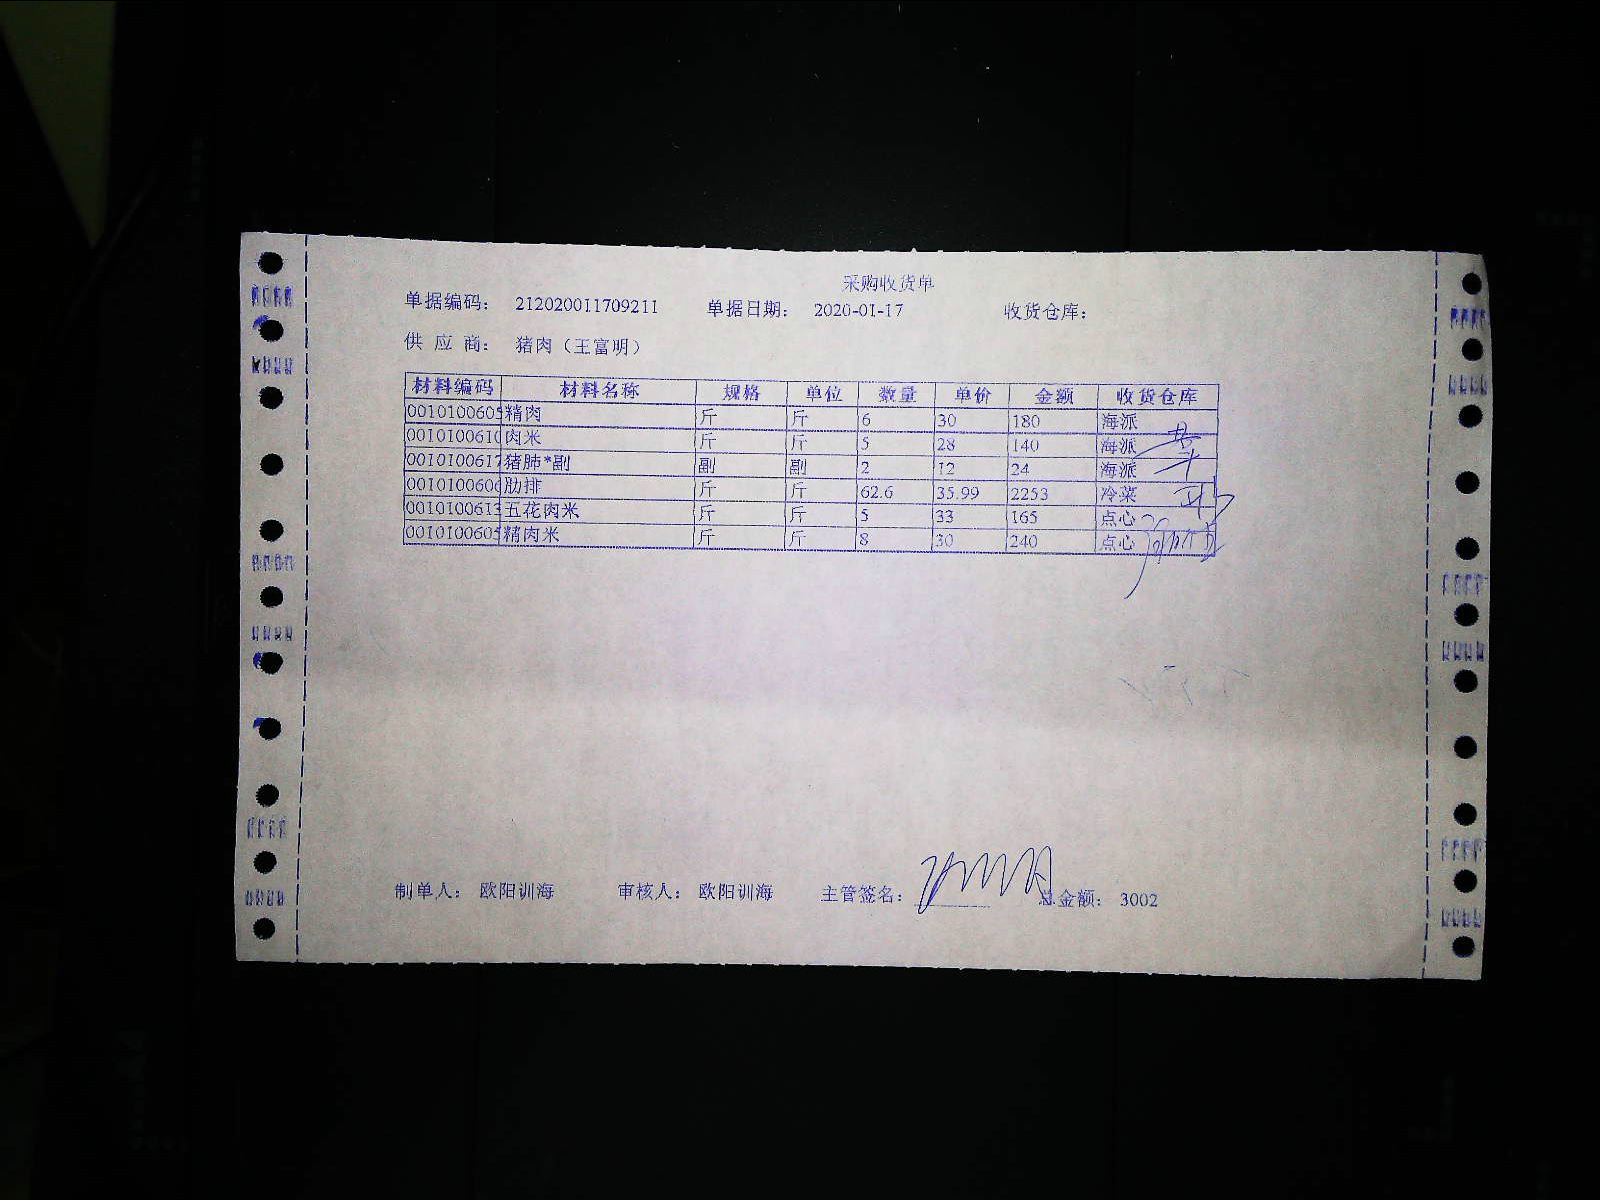 采购收货单
单据编码： 212020011709211 单据日期： 2020-01-17 收货仓库：
供 应 商： 猪肉（王富明）
材料编码 材料名称 规格 单位 数量 单价 金额 收货仓库
0010100605 精肉 斤 斤 6 30 180 海派
0010100610 肉米 斤 斤 5 28 140 海派
0010100617 猪肺*副 副 副 2 12 24 海派
0010100606 肋排 斤 斤 62.6 35.99 2253 冷菜
0010100613 五花肉米 斤 斤 5 33 165 点心
0010100605 精肉米 斤 斤 8 30 240 点心
制单人： 欧阳训海 审核人： 欧阳训海 主管签名： 总金额： 3002